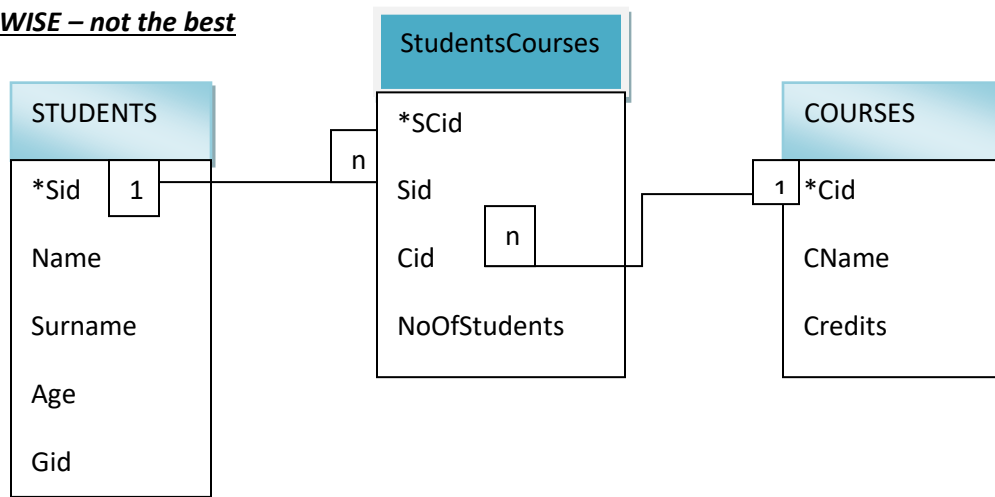 WISE – not the best
StudentsCourses
*SCid
n
Sid
Cid
n
NoOfStudents
STUDENTS
*Sid
1
Name
Surname
Age
Gid
COURSES
1
*Cid
CName
Credits